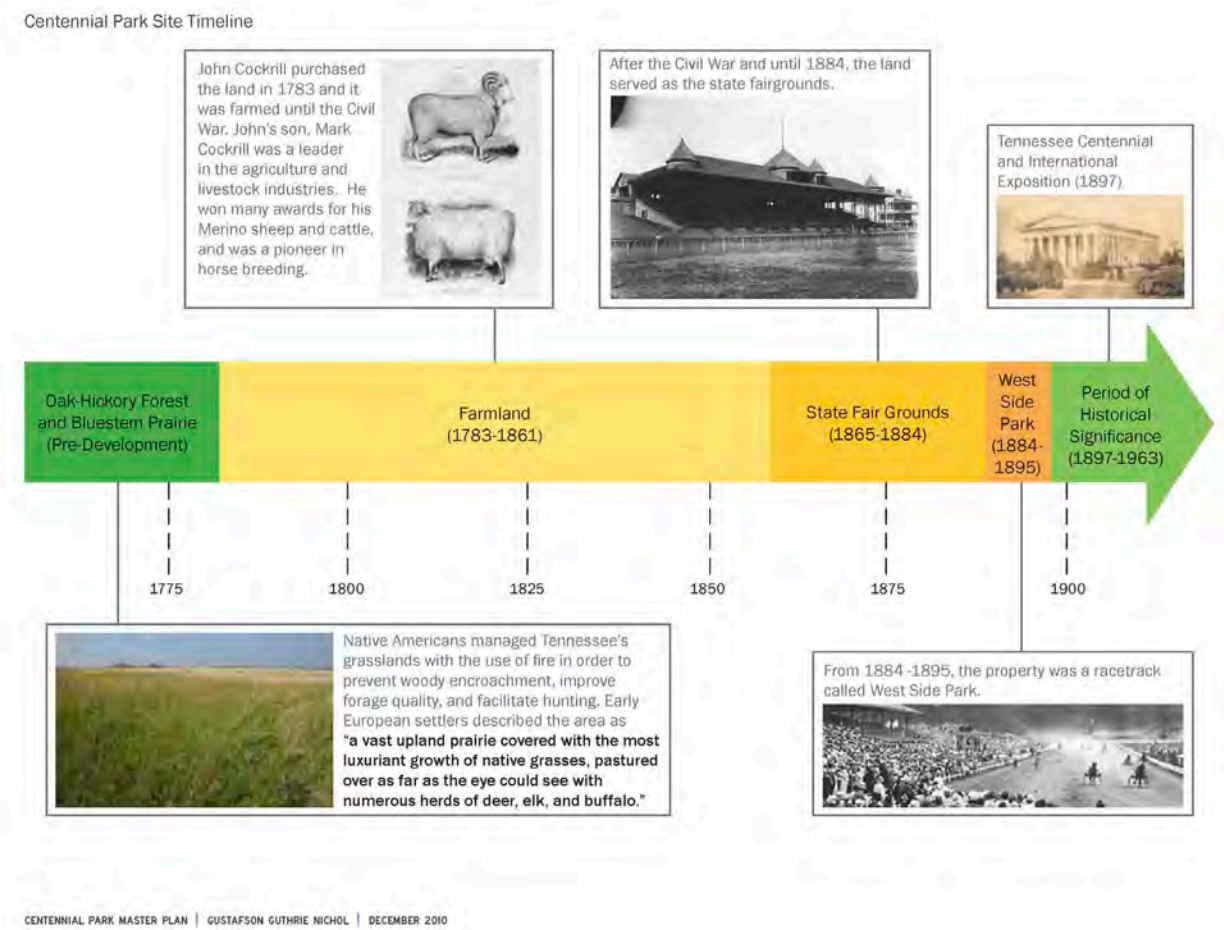 Centennial Park Site Timeline
John Cockrill purchased
the land in 1783 and it
was farmed until the Civil
War. John's son, Mark
Cockrill was a leader
in the agriculture and
livestock industries. He
won many awards for his
Merino sheep and cattle,
and was a pioneer in
horse breeding.
After the Civil War and until 1884, the land
served as the state fairgrounds.
Tennessee Centennial
and International
Exposition (1897)
Oak-Hickory Forest
and Bluestem Prairie
(Pre-Development)
Farmland
(1783-1861)
State Fair Grounds
(1865-1884)
West
Side
Park
(1884-
1895)
Period of
Historical
Significance
(1897-1963)
1775
1800
1825
1850
1875
1900
Native Americans managed Tennessee's
grasslands with the use of fire in order to
prevent woody encroachment, improve
forage quality, and facilitate hunting. Early
European settlers described the area as
"a vast upland prairie covered with the most
luxuriant growth of native grasses, pastured
over as far as the eye could see with
numerous herds of deer, elk, and buffalo."
From 1884 -1895, the property was a racetrack
called West Side Park.
CENTENNIAL PARK MASTER PLAN | GUSTAFSON GUTHRIE NICHOL | DECEMBER 2010